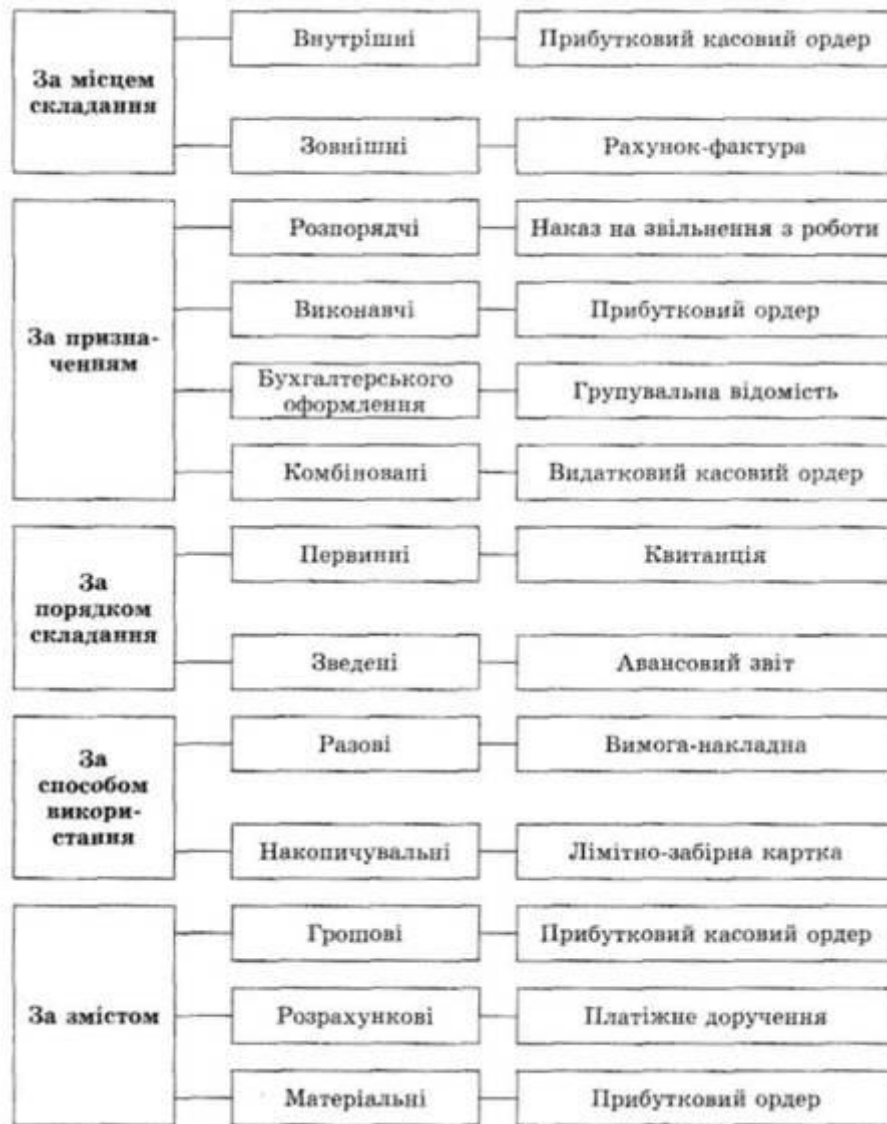 За місцем
складання
Внутрішні
Прибутковий касовий ордер
Зовнішні
Рахунок-фактура
За призна-
ченням
Розпорядчі
Наказ на звільнення з роботи
Виконавчі
Прибутковий ордер
Бухгалтерського
оформлення
Групувальна відомість
Комбіновані
Видатковий касовий ордер
За
порядком
складання
Первинні
Квитанція
Зведені
Авансовий звіт
За
способом
викори-
стання
Разові
Вимога-накладна
Накопичувальні
Лімітно-забірна картка
За змістом
Грошові
Прибутковий касовий ордер
Розрахункові
Платіжне доручення
Матеріальні
Прибутковий ордер